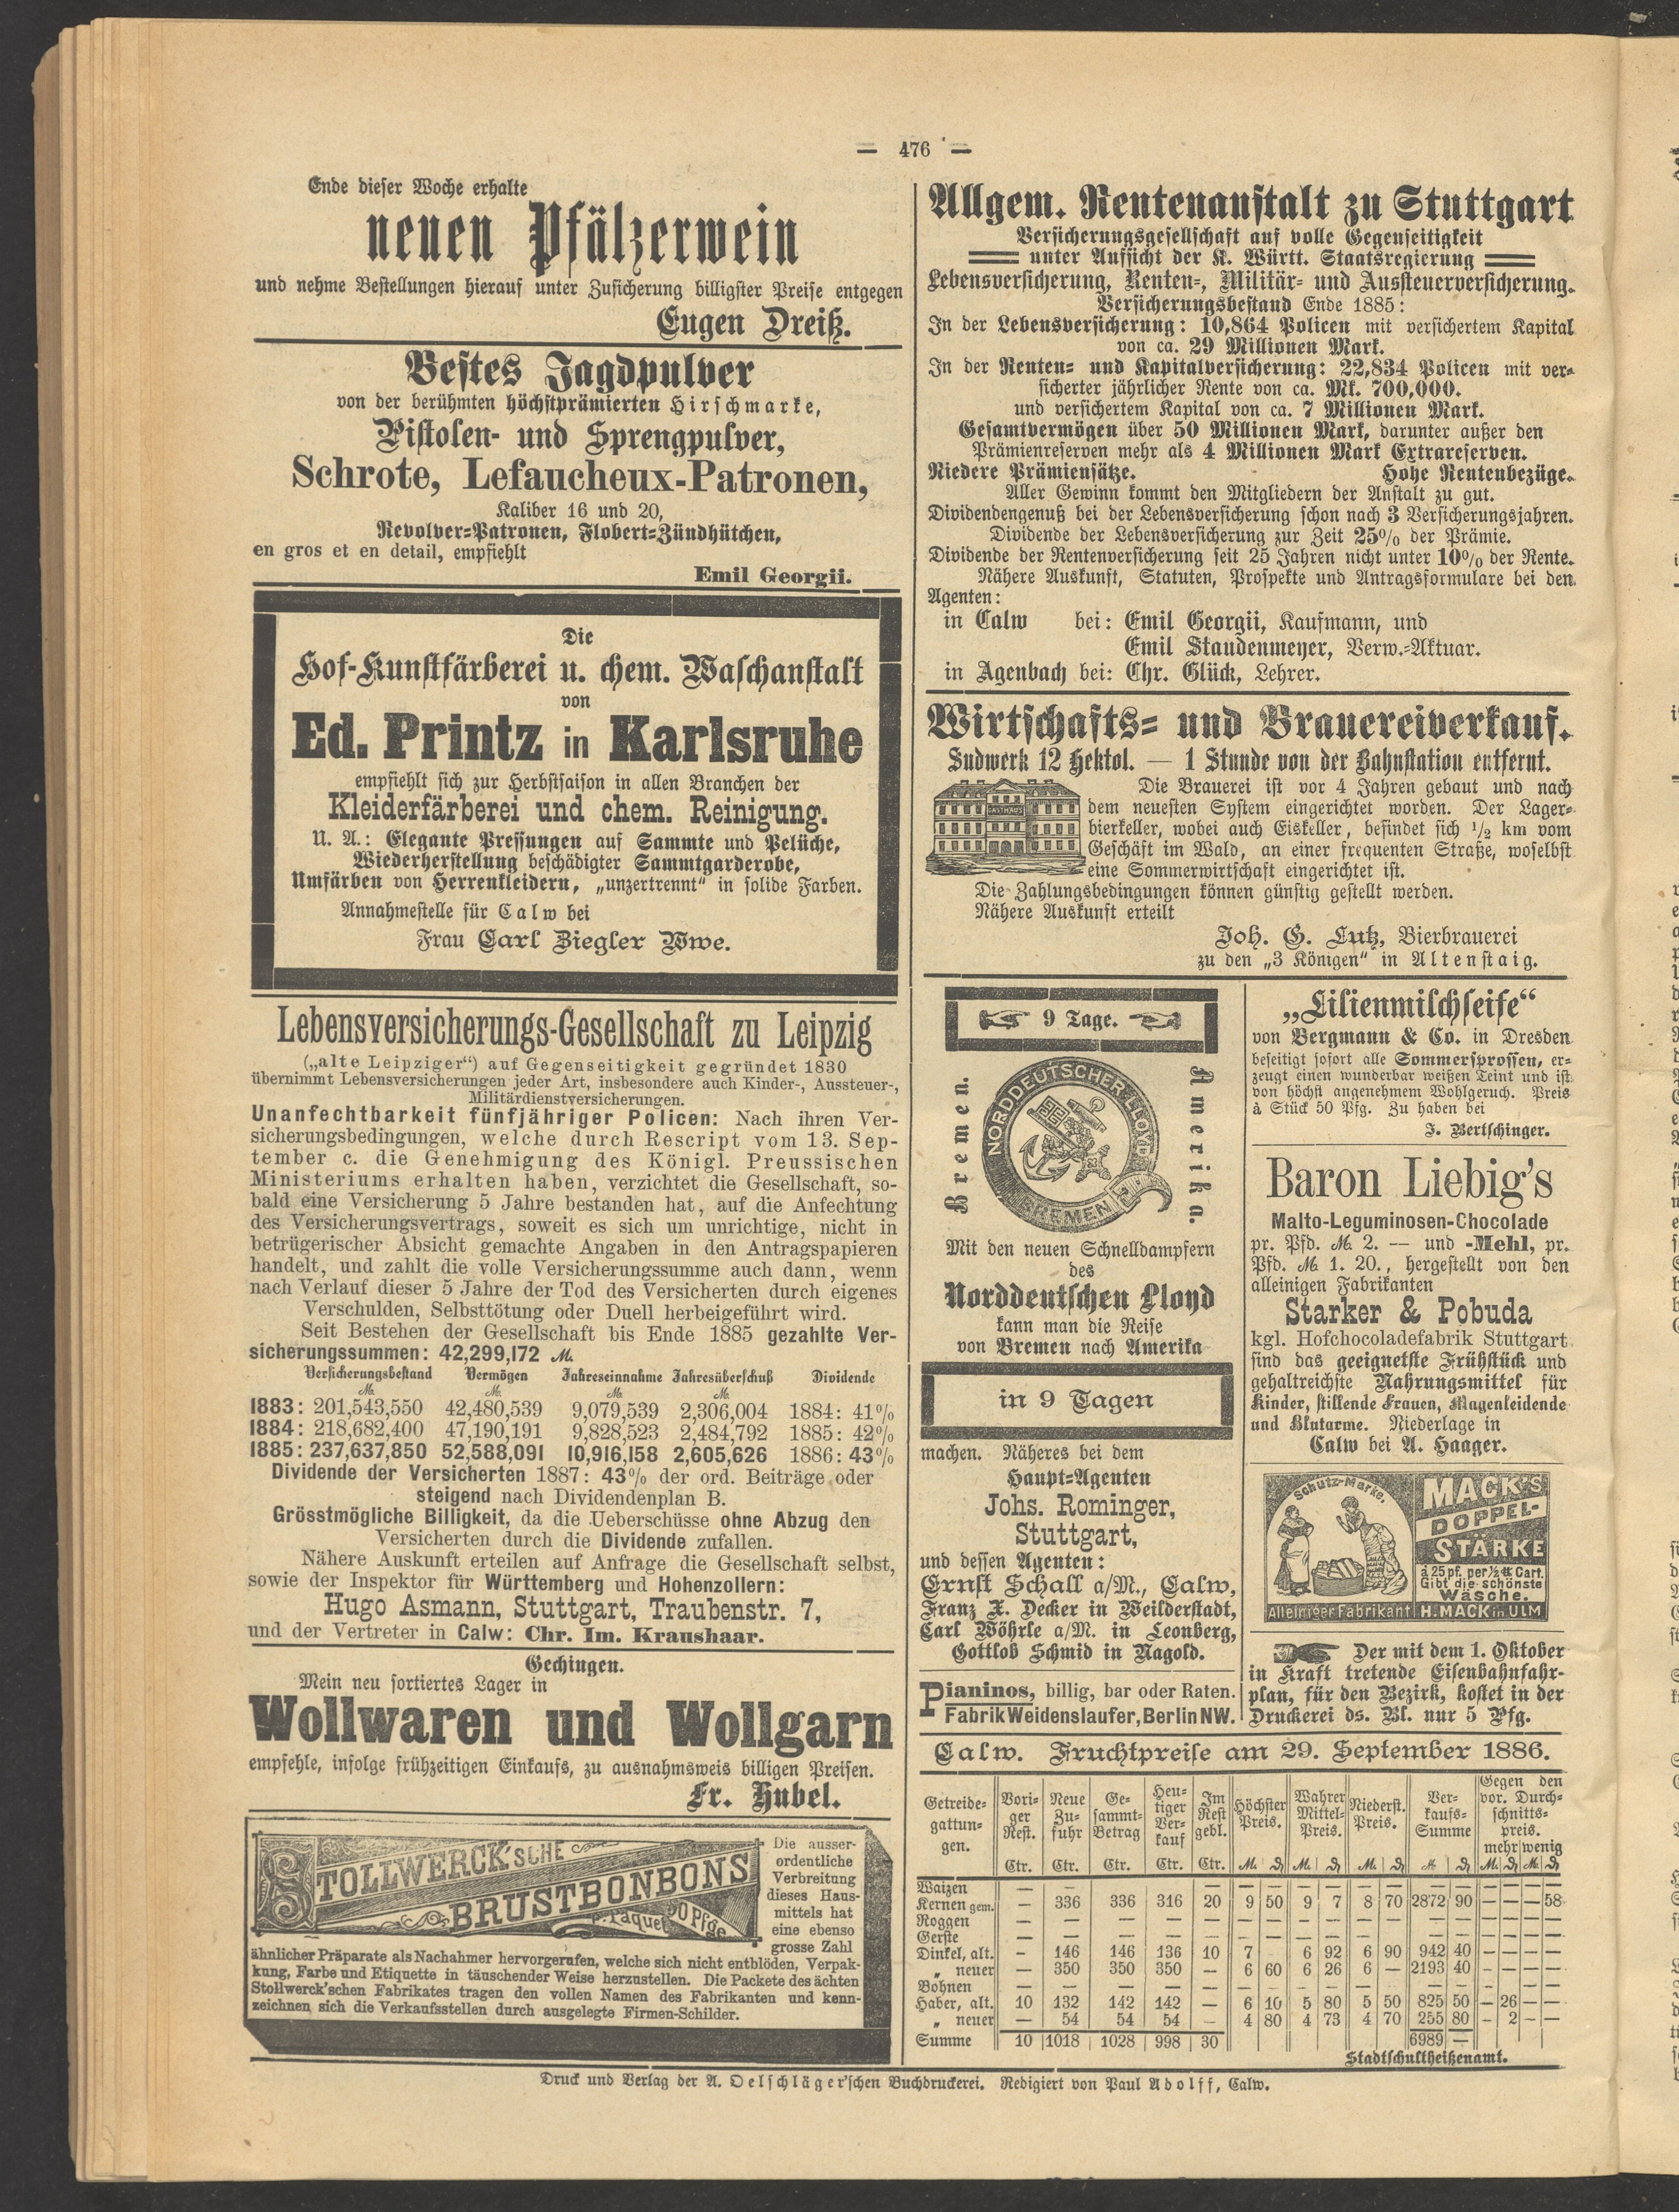 — 476 —
Ende dieser Woche erhalte
neuen Pfälzerwein
und nehme Bestellungen hierauf unter Zusicherung billigster Preise entgegen
Eugen Dreiß.
Bestes Jagdpulver
von der berühmten höchstprämierten Hirschmarke,
Pistolen- und Sprengpulver,
Schrote, Lefaucheux-Patronen,
Kaliber 16 und 20,
Revolver-Patronen, Flobert-Zündhütchen,
en gros et en detail, empfiehlt
Emil Georgii.
Die
Hof-Kunstfärberei u. chem. Waschanstalt
von
Ed. Printz in Karlsruhe
empfiehlt sich zur Herbstsaison in allen Branchen der
Kleiderfärberei und chem. Reinigung.
U. A.: Elegante Pressungen auf Sammte und Pelüche,
Wiederherstellung beschädigter Sammtgarderobe,
Umfärben von Herrenkleidern, „unzertrennt“ in solide Farben.
Annahmestelle für Calw bei
Frau Carl Ziegler Wwe.
Lebensversicherungs-Gesellschaft zu Leipzig
(„alte Leipziger“) auf Gegenseitigkeit gegründet 1830
übernimmt Lebensversicherungen jeder Art, insbesondere auch Kinder-, Aussteuer-,
Militärdienstversicherungen.
Unanfechtbarkeit fünfjähriger Policen: Nach ihren Ver-
sicherungsbedingungen, welche durch Rescript vom 13. Sep-
tember c. die Genehmigung des Königl. Preussischen
Ministeriums erhalten haben, verzichtet die Gesellschaft, so-
bald eine Versicherung 5 Jahre bestanden hat, auf die Anfechtung
des Versicherungsvertrags, soweit es sich um unrichtige, nicht in
betrügerischer Absicht gemachte Angaben in den Antragspapieren
handelt, und zahlt die volle Versicherungssumme auch dann, wenn
nach Verlauf dieser 5 Jahre der Tod des Versicherten durch eigenes
Verschulden, Selbsttötung oder Duell herbeigeführt wird.
Seit Bestehen der Gesellschaft bis Ende 1885 gezahlte Ver-
sicherungssummen: 42,299,172 M.
Versicherungsbestand Vermögen Jahreseinnahme Jahresüberschuß Dividende
M. M. M. M.
1883: 201,543,550 42,480,539 9,079,539 2,306,004 1884: 41%
1884: 218,682,400 47,190,191 9,828,523 2,484,792 1885: 42%
1885: 237,637,850 52,588,091 10,916,158 2,605,626 1886: 43%
Dividende der Versicherten 1887: 43% der ord. Beiträge oder
steigend nach Dividendenplan B.
Grösstmögliche Billigkeit, da die Ueberschüsse ohne Abzug den
Versicherten durch die Dividende zufallen.
Nähere Auskunft erteilen auf Anfrage die Gesellschaft selbst,
sowie der Inspektor für Württemberg und Hohenzollern:
Hugo Asmann, Stuttgart, Traubenstr. 7,
und der Vertreter in Calw: Chr. Im. Kraushaar.
Gechingen.
Mein neu sortiertes Lager in
Wollwaren und Wollgarn
empfehle, infolge frühzeitigen Einkaufs, zu ausnahmsweis billigen Preisen.
Fr. Hubel.
STOLLWERCK'SCHE
BRUSTBONBONS
p. Paquet 50 Pfge
Die ausser-
ordentliche
Verbreitung
dieses Haus-
mittels hat
eine ebenso
grosse Zahl
ähnlicher Präparate als Nachahmer hervorgerufen, welche sich nicht entblöden, Verpak-
kung, Farbe und Etiquette in täuschender Weise herzustellen. Die Packete des ächten
Stollwerck'schen Fabrikates tragen den vollen Namen des Fabrikanten und kenn-
zeichnen sich die Verkaufsstellen durch ausgelegte Firmen-Schilder.
Allgem. Rentenanstalt zu Stuttgart
Versicherungsgesellschaft auf volle Gegenseitigkeit
unter Aufsicht der K. Württ. Staatsregierung
Lebensversicherung, Renten-, Militär- und Aussteuerversicherung.
Versicherungsbestand Ende 1885:
In der Lebensversicherung: 10,864 Policen mit versichertem Kapital
von ca. 29 Millionen Mark.
In der Renten- und Kapitalversicherung: 22,834 Policen mit ver-
sicherter jährlicher Rente von ca. Mk. 700,000.
und versichertem Kapital von ca. 7 Millionen Mark.
Gesamtvermögen über 50 Millionen Mark, darunter außer den
Prämienreserven mehr als 4 Millionen Mark Extrareserven.
Niedere Prämiensätze. Hohe Rentenbezüge.
Aller Gewinn kommt den Mitgliedern der Anstalt zu gut.
Dividendengenuß bei der Lebensversicherung schon nach 3 Versicherungsjahren.
Dividende der Lebensversicherung zur Zeit 25% der Prämie.
Dividende der Rentenversicherung seit 25 Jahren nicht unter 10% der Rente.
Nähere Auskunft, Statuten, Prospekte und Antragsformulare bei den
Agenten:
in Calw bei: Emil Georgii, Kaufmann, und
Emil Staudenmeyer, Verw.-Aktuar.
in Agenbach bei: Chr. Glück, Lehrer.
Wirtschafts- und Brauereiverkauf.
Sudwerk 12 Hektol. — 1 Stunde von der Bahnstation entfernt.
GASTHAUS
Die Brauerei ist vor 4 Jahren gebaut und nach
dem neuesten System eingerichtet worden. Der Lager-
bierkeller, wobei auch Eiskeller, befindet sich 1/2 km vom
Geschäft im Wald, an einer frequenten Straße, woselbst
eine Sommerwirtschaft eingerichtet ist.
Die Zahlungsbedingungen können günstig gestellt werden.
Nähere Auskunft erteilt
Joh. G. Lutz, Bierbrauerei
zu den „3 Königen“ in Altenstaig.
9 Tage.
Bremen.
NORDDEUTSCHER LLOYD
BREMEN
Amerika.
Mit den neuen Schnelldampfern
des
Norddeutschen Lloyd
kann man die Reise
von Bremen nach Amerika
in 9 Tagen
machen. Näheres bei dem
Haupt-Agenten
Johs. Rominger,
Stuttgart,
und dessen Agenten:
Ernst Schall a/M., Calw,
Franz X. Decker in Weilderstadt,
Carl Wöhrle a/M. in Leonberg,
Gottlob Schmid in Nagold.
Pianinos, billig, bar oder Raten.
Fabrik Weidenslaufer, Berlin NW.
„Lilienmilchseife“
von Bergmann & Co. in Dresden
beseitigt sofort alle Sommersprossen, er-
zeugt einen wunderbar weißen Teint und ist
von höchst angenehmem Wohlgeruch. Preis
à Stück 50 Pfg. Zu haben bei
J. Bertschinger.
Baron Liebig's
Malto-Leguminosen-Chocolade
pr. Pfd. M. 2. — und -Mehl, pr.
Pfd. M. 1. 20., hergestellt von den
alleinigen Fabrikanten
Starker & Pobuda
kgl. Hofchocoladefabrik Stuttgart
sind das geeignetste Frühstück und
gehaltreichste Nahrungsmittel für
Kinder, stillende Frauen, Magenleidende
und Blutarme. Niederlage in
Calw bei A. Haager.
Schutz-Marke.
MACK'S
DOPPEL-
STÄRKE
à 25 pf. per 1/2 ℔ Cart.
Gibt die schönste
Wäsche.
Alleiniger Fabrikant H. MACK in ULM
Der mit dem 1. Oktober
in Kraft tretende Eisenbahnfahr-
plan, für den Bezirk, kostet in der
Druckerei ds. Bl. nur 5 Pfg.
Calw. Fruchtpreise am 29. September 1886.
Getreide-gattun-gen. Vori-ger Rest. Neue Zu-fuhr Ge-sammt-Betrag Heu-tiger Ver-kauf Im Rest gebl. Höchster Preis. Wahrer Mittel-Preis. Niederst. Preis. Ver-kaufs-Summe Gegen den vor. Durch-schnitts-preis. mehr wenig
Ctr. Ctr. Ctr. Ctr. Ctr. M. ₰ M. ₰ M. ₰ M. ₰ M. ₰ M. ₰
Waizen — — — — —
Kernen gem. — 336 336 316 20 9 50 9 7 8 70 2872 90 — — — 58
Roggen — — — — — — — — — — — — — — — — —
Gerste — — — — — — — — — — — — — — — — —
Dinkel, alt. — 146 146 136 10 7 6 92 6 90 942 40 — — — —
„ neuer — 350 350 350 — 6 60 6 26 6 — 2193 40 — — — —
Bohnen — — — — — — — — — — — — — — —
Haber, alt. 10 132 142 142 — 6 10 5 80 5 50 825 50 — 26 — —
„ neuer — 54 54 54 — 4 80 4 73 4 70 255 80 — 2 — —
Summe 10 1018 1028 998 30 6989 —
Stadtschultheißenamt.
Druck und Verlag der A. Oelschläger'schen Buchdruckerei. Redigiert von Paul Adolff, Calw.